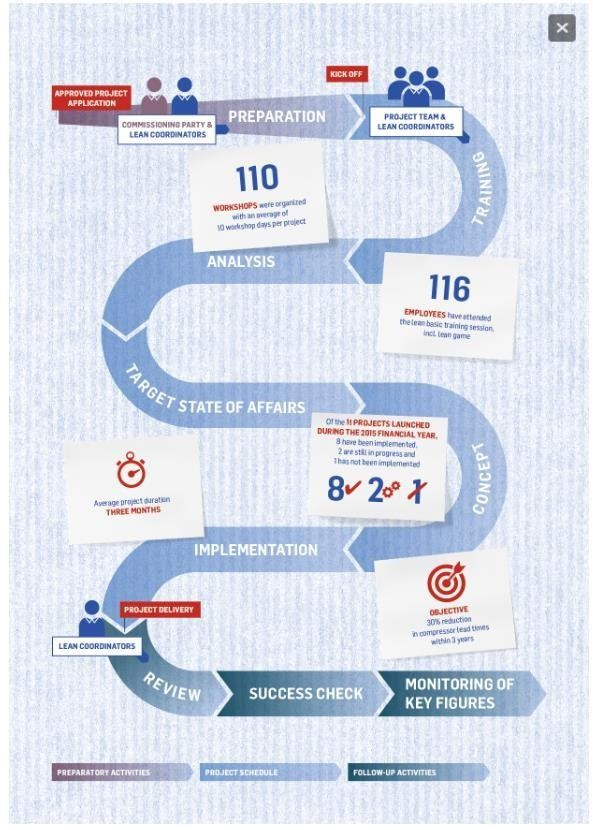 APPROVED PROJECT
APPLICATION
COMMISSIONING PARTY &
LEAN COORDINATORS
PREPARATION
KICK OFF
PROJECT TEAM &
LEAN COORDINATORS
TRAINING
110
WORKSHOPS were organized
with an average of
10 workshop days per project
ANALYSIS
116
EMPLOYEES have attended
the lean basic training session,
incl. lean game
TARGET STATE OF AFFAIRS
Of the 11 PROJECTS LAUNCHED
DURING THE 2015 FINANCIAL YEAR,
8 have been implemented,
2 are still in progress and
1 has not been implemented
8 2 1
CONCEPT
Average project duration
THREE MONTHS
IMPLEMENTATION
OBJECTIVE
30% reduction
in compressor lead times
within 3 years
PROJECT DELIVERY
LEAN COORDINATORS
REVIEW
SUCCESS CHECK
MONITORING OF
KEY FIGURES
PREPARATORY ACTIVITIES
PROJECT SCHEDULE
FOLLOW-UP ACTIVITIES